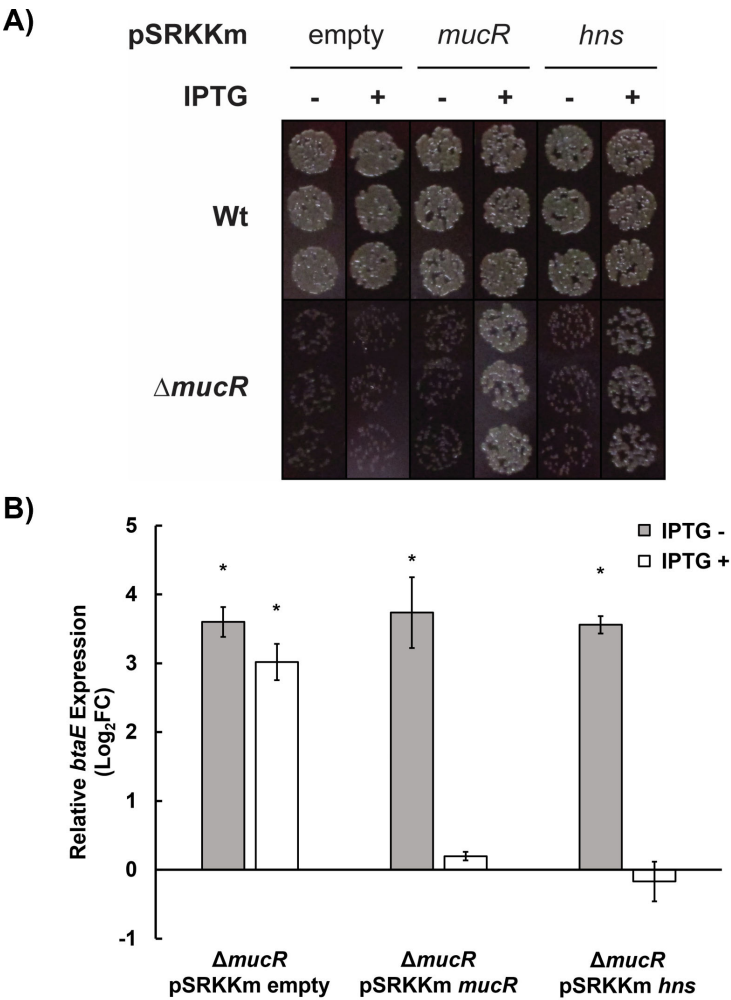 A)
pSRKKm empty mucR hns
IPTG - + - + - +
Wt
ΔmucR
B)
5
4
3
2
1
0
-1
Relative btaE Expression
(Log₂FC)
IPTG -
IPTG +
*
*
*
*
ΔmucR
pSRKKm empty
ΔmucR
pSRKKm mucR
ΔmucR
pSRKKm hns